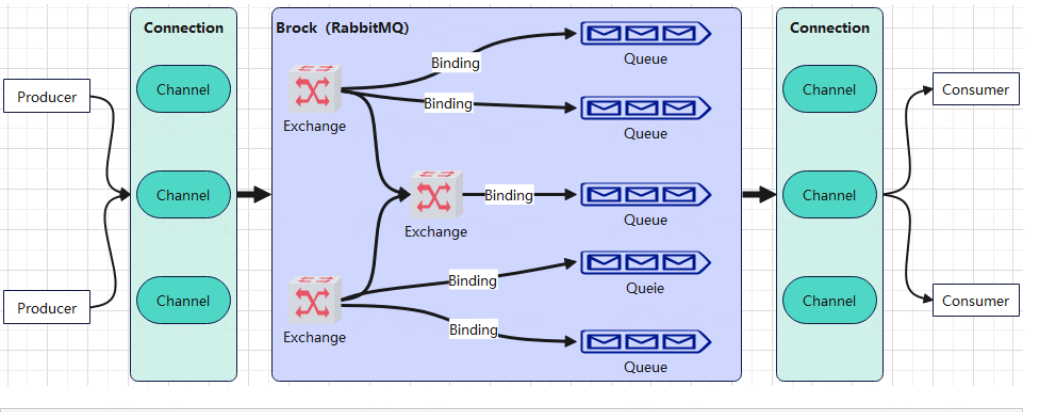 Connection
Brock（RabbitMQ）
Connection
Binding
Queue
Channel
Channel
Producer
Consumer
Binding
Exchange
Queue
Channel
Binding
Channel
Queue
Exchange
Binding
Queie
Channel
Channel
Producer
Consumer
Binding
Exchange
Queue